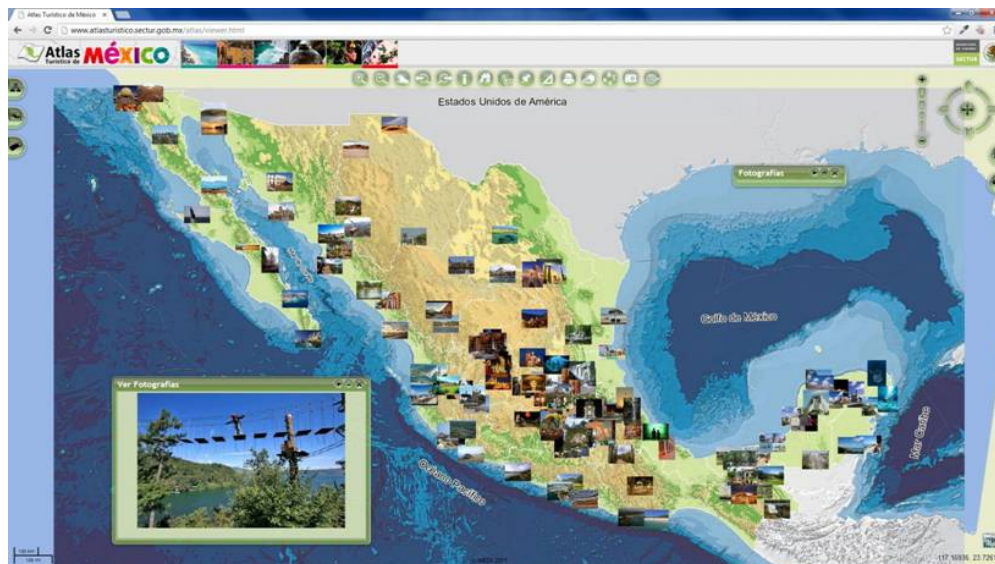 Atlas Turístico de México
www.atlasturistico.sectur.gob.mx/atlas/viewer.html
Atlas
Turístico de
MÉXICO
SECTUR
Estados Unidos de América
Fotografías
Golfo de México
Mar Caribe
Océano Pacífico
Ver Fotografías